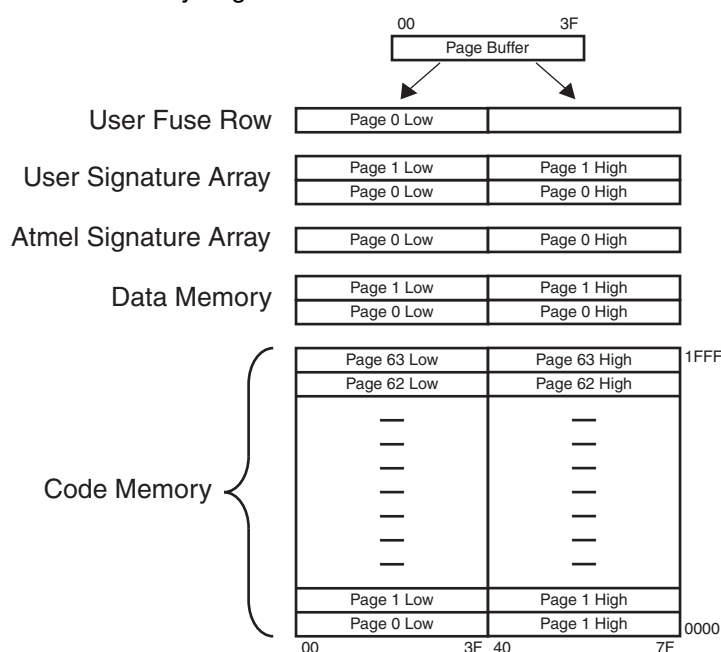 00 3F
Page Buffer
User Fuse Row Page 0 Low
User Signature Array Page 1 Low Page 1 High
Page 0 Low Page 0 High
Atmel Signature Array Page 0 Low Page 0 High
Data Memory Page 1 Low Page 1 High
Page 0 Low Page 0 High
Page 63 Low Page 63 High 1FFF
Page 62 Low Page 62 High
Code Memory
Page 1 Low Page 1 High
Page 0 Low Page 1 High 0000
00 3F 40 7F